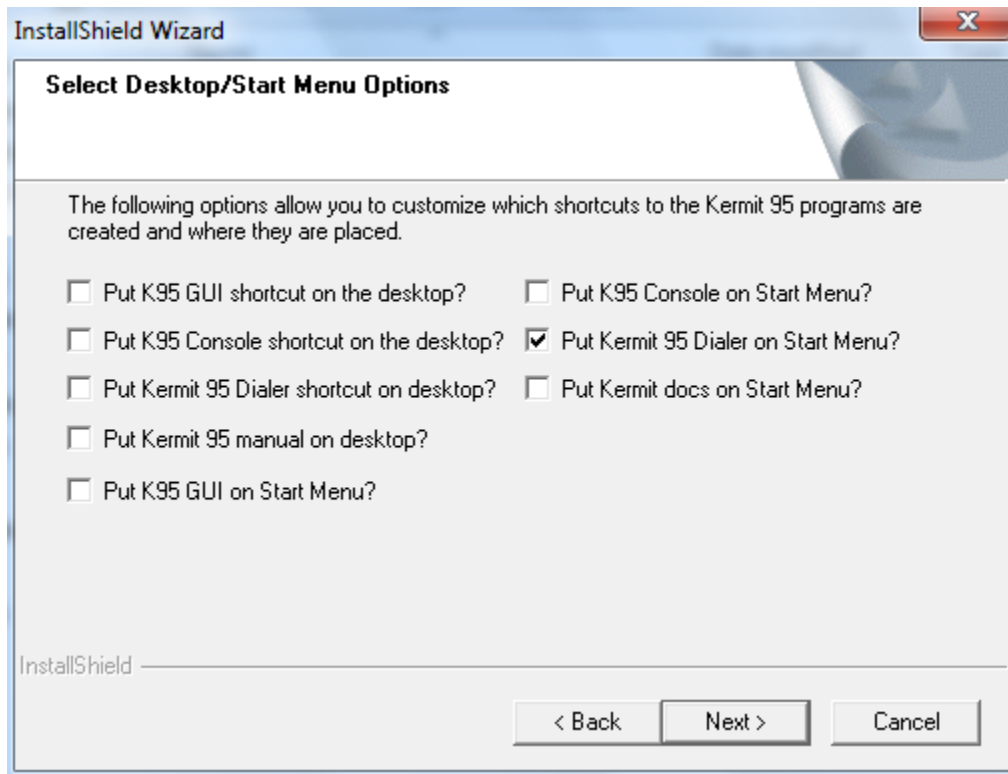 InstallShield Wizard
Select Desktop/Start Menu Options
The following options allow you to customize which shortcuts to the Kermit 95 programs are
created and where they are placed.
Put K95 GUI shortcut on the desktop?
Put K95 Console shortcut on the desktop?
Put Kermit 95 Dialer shortcut on desktop?
Put Kermit 95 manual on desktop?
Put K95 GUI on Start Menu?
Put K95 Console on Start Menu?
Put Kermit 95 Dialer on Start Menu?
Put Kermit docs on Start Menu?
InstallShield
< Back
Next >
Cancel